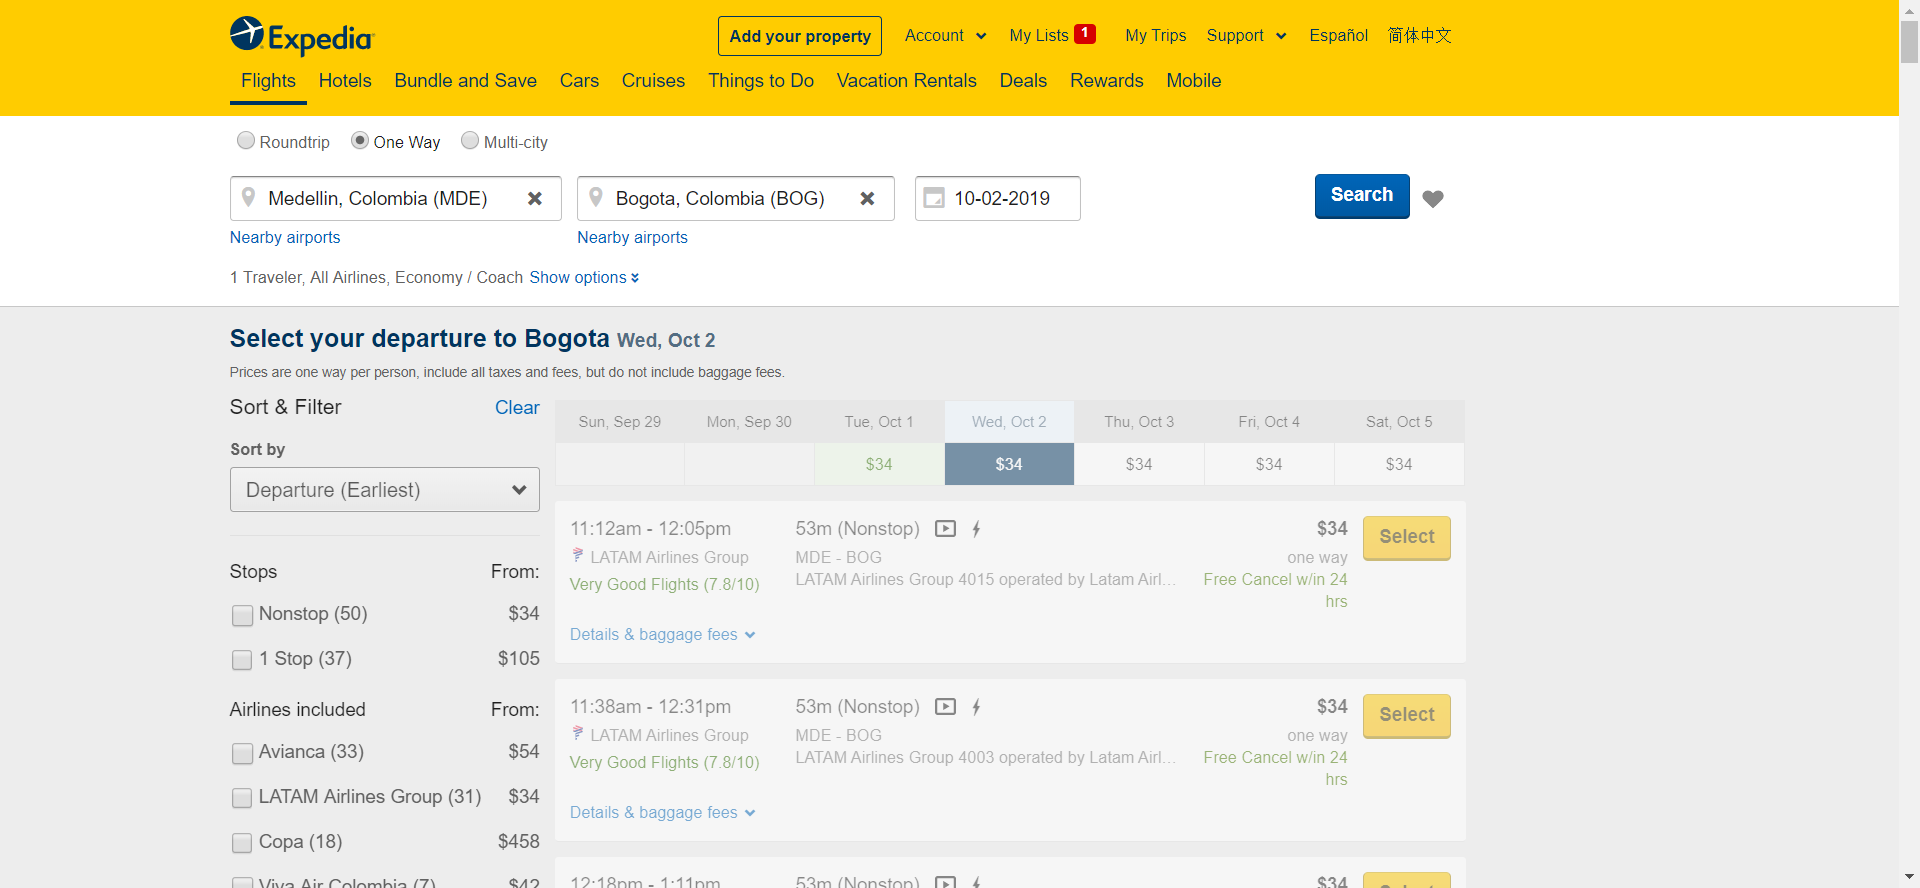 Expedia
Add your property
Account
My Lists 1
My Trips
Support
Español
简体中文
Flights
Hotels
Bundle and Save
Cars
Cruises
Things to Do
Vacation Rentals
Deals
Rewards
Mobile
Roundtrip
One Way
Multi-city
Medellin, Colombia (MDE)
Bogota, Colombia (BOG)
10-02-2019
Search
Nearby airports
Nearby airports
1 Traveler, All Airlines, Economy / Coach Show options
Select your departure to Bogota Wed, Oct 2
Prices are one way per person, include all taxes and fees, but do not include baggage fees.
Sort & Filter
Clear
Sort by
Departure (Earliest)
Stops From:
Nonstop (50) $34
1 Stop (37) $105
Airlines included From:
Avianca (33) $54
LATAM Airlines Group (31) $34
Copa (18) $458
Viva Air Colombia (7) $42
Sun, Sep 29
Mon, Sep 30
Tue, Oct 1
Wed, Oct 2
Thu, Oct 3
Fri, Oct 4
Sat, Oct 5
$34
$34
$34
$34
$34
11:12am - 12:05pm
LATAM Airlines Group
Very Good Flights (7.8/10)
53m (Nonstop)
MDE - BOG
LATAM Airlines Group 4015 operated by Latam Airl...
$34
one way
Free Cancel w/in 24
hrs
Select
Details & baggage fees
11:38am - 12:31pm
LATAM Airlines Group
Very Good Flights (7.8/10)
53m (Nonstop)
MDE - BOG
LATAM Airlines Group 4003 operated by Latam Airl...
$34
one way
Free Cancel w/in 24
hrs
Select
Details & baggage fees
12:18pm - 1:11pm
53m (Nonstop)
$34
Select